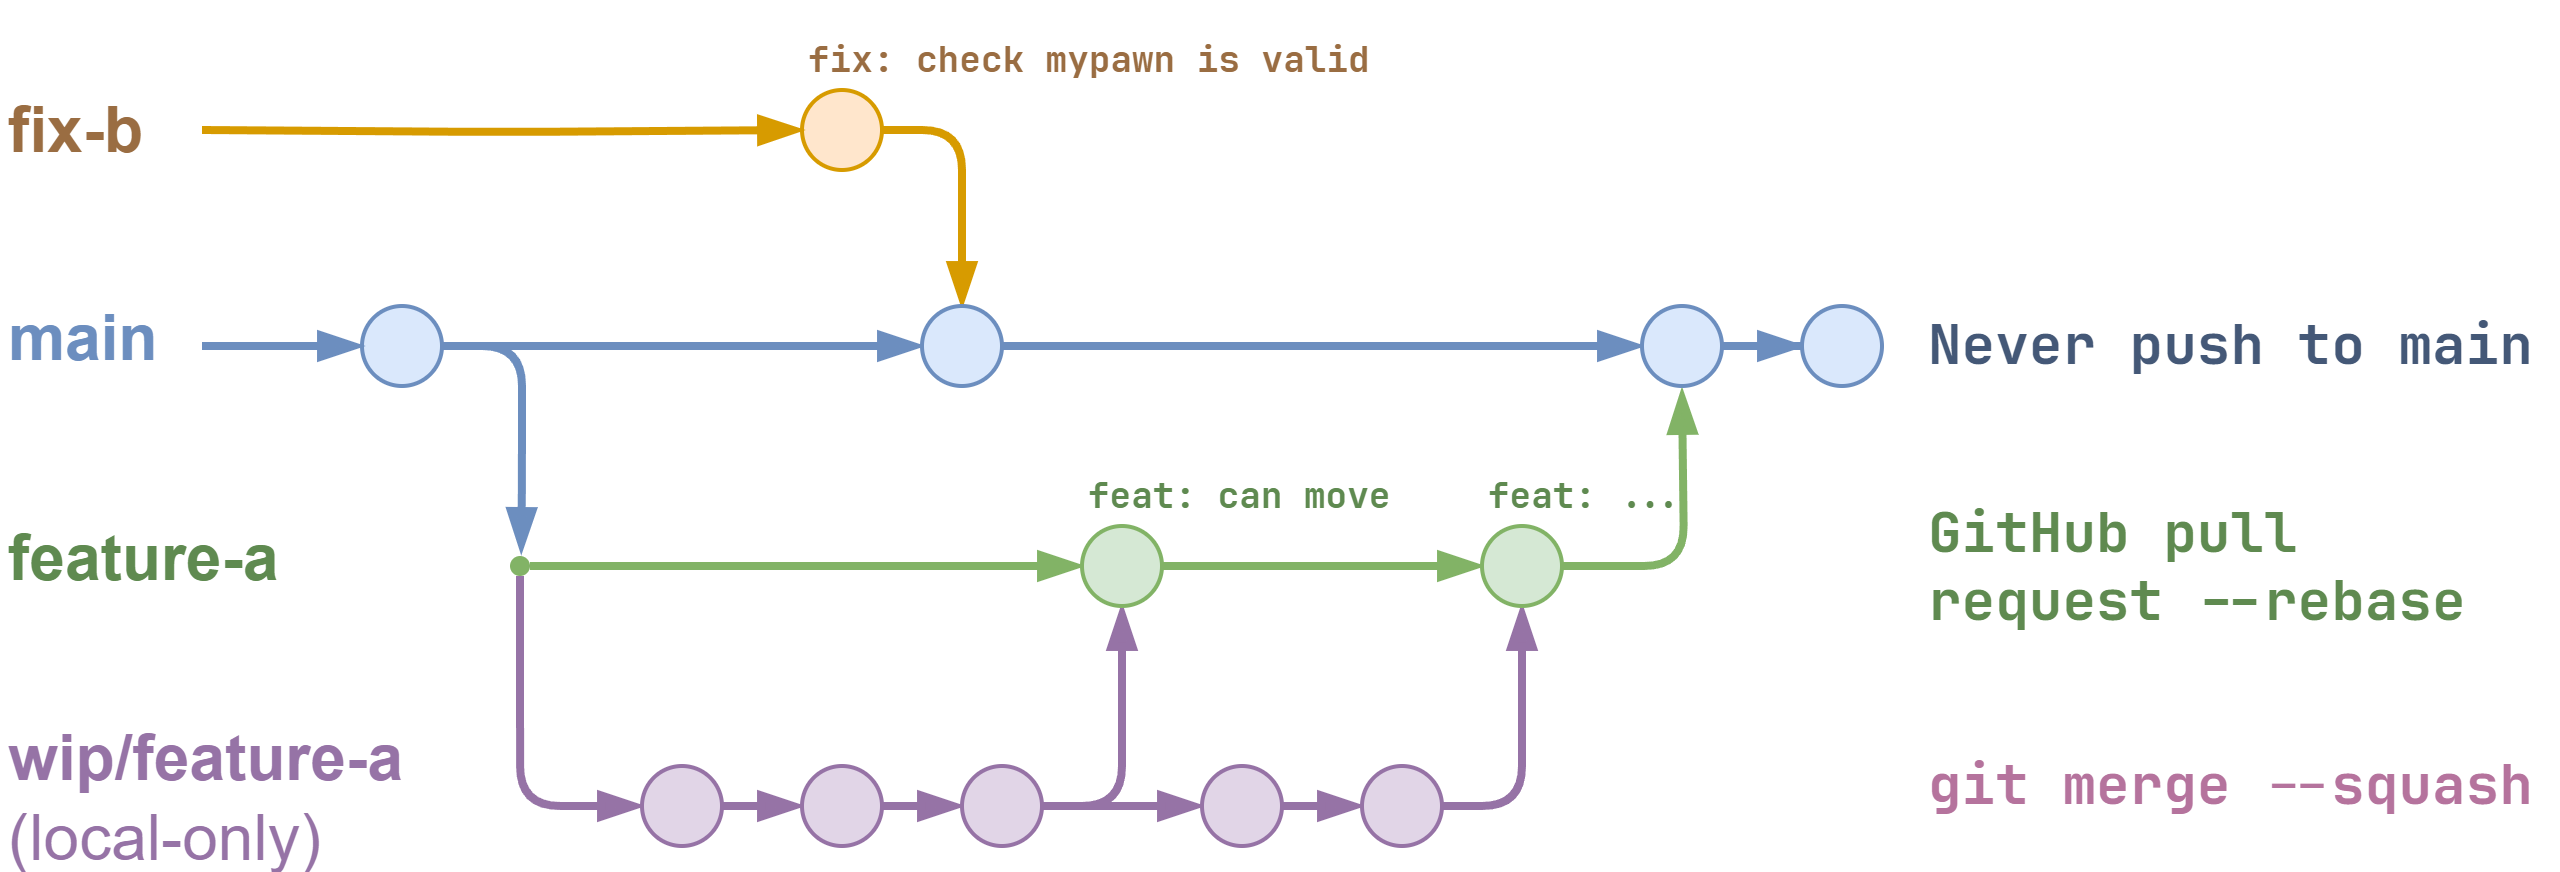 fix: check mypawn is valid
fix-b
main
Never push to main
feat: can move
feat: ...
feature-a
GitHub pull
request --rebase
wip/feature-a
(local-only)
git merge --squash